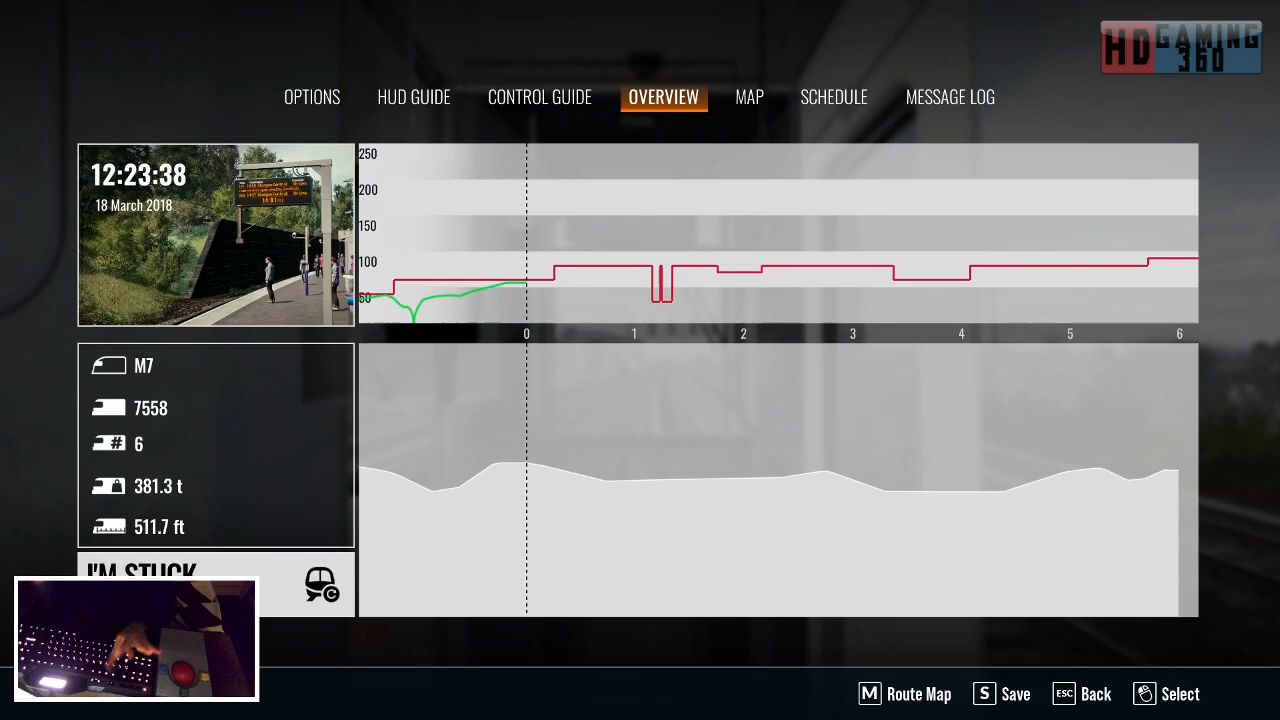 HD GAMING 360
OPTIONS HUD GUIDE CONTROL GUIDE OVERVIEW MAP SCHEDULE MESSAGE LOG
12:23:38
18 March 2018
250
200
150
100
50
0 1 2 3 4 5 6
M7
7558
# 6
381.3 t
511.7 ft
I'M STUCK
M Route Map S Save ESC Back Select